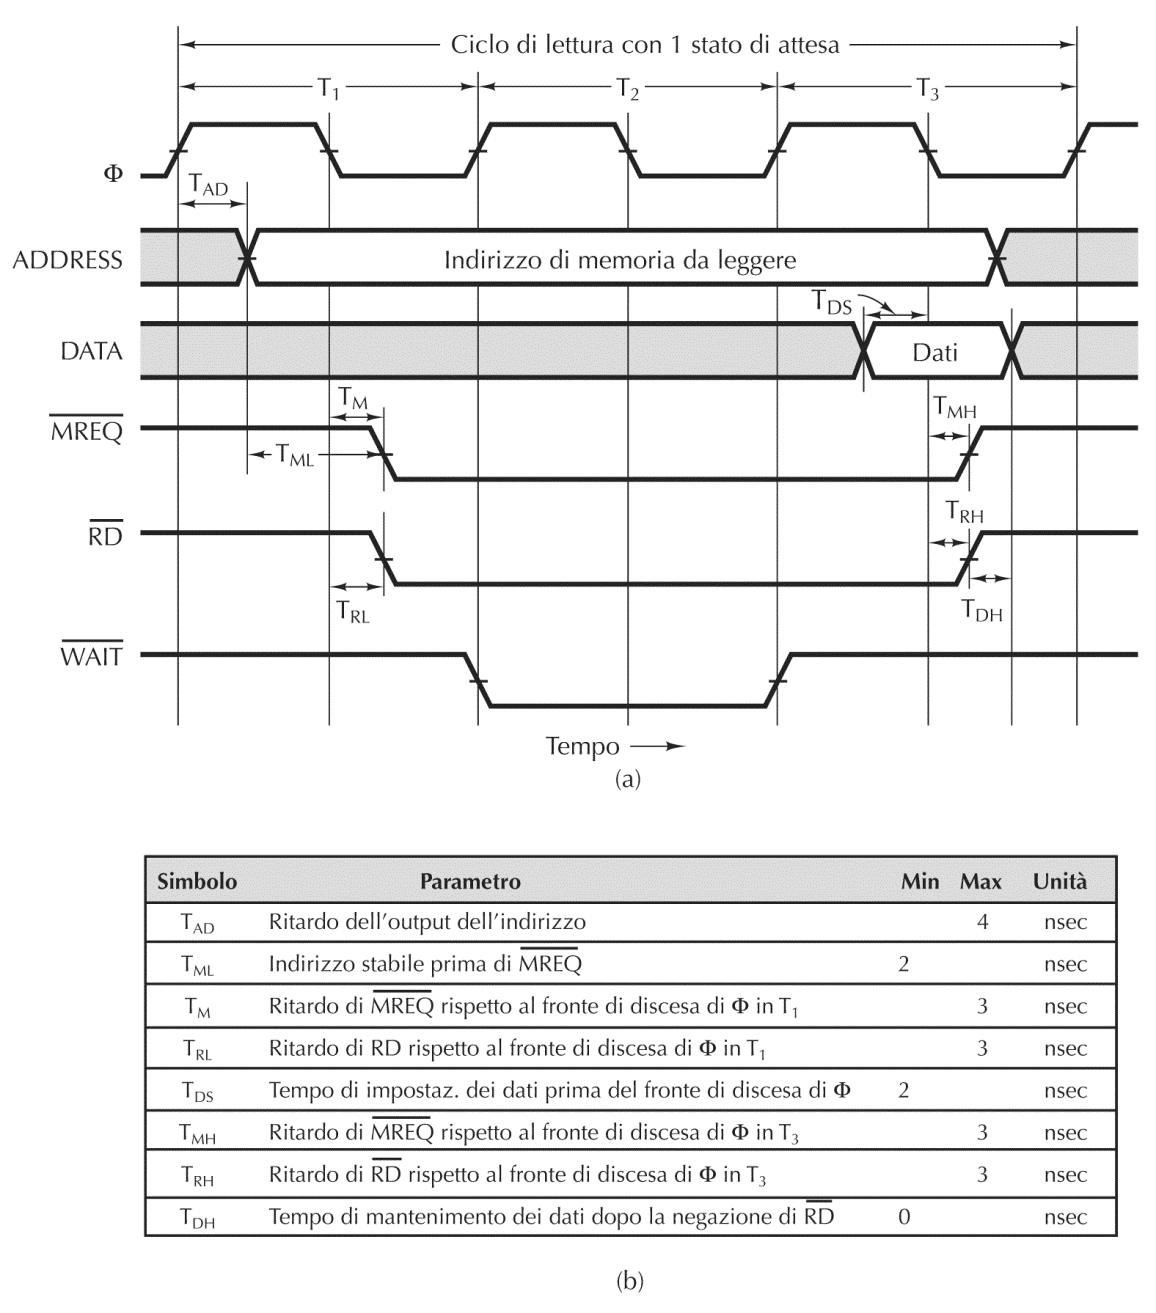 Ciclo di lettura con 1 stato di attesa
T1 T2 T3
Φ
TAD
ADDRESS Indirizzo di memoria da leggere
TDS
DATA Dati
TM TMH
MREQ
TML
TRH
RD
TRL TDH
WAIT
Tempo
(a)
Simbolo Parametro Min Max Unità
TAD Ritardo dell'output dell'indirizzo 4 nsec
TML Indirizzo stabile prima di MREQ 2 nsec
TM Ritardo di MREQ rispetto al fronte di discesa di Φ in T1 3 nsec
TRL Ritardo di RD rispetto al fronte di discesa di Φ in T1 3 nsec
TDS Tempo di impostaz. dei dati prima del fronte di discesa di Φ 2 nsec
TMH Ritardo di MREQ rispetto al fronte di discesa di Φ in T3 3 nsec
TRH Ritardo di RD rispetto al fronte di discesa di Φ in T3 3 nsec
TDH Tempo di mantenimento dei dati dopo la negazione di RD 0 nsec
(b)